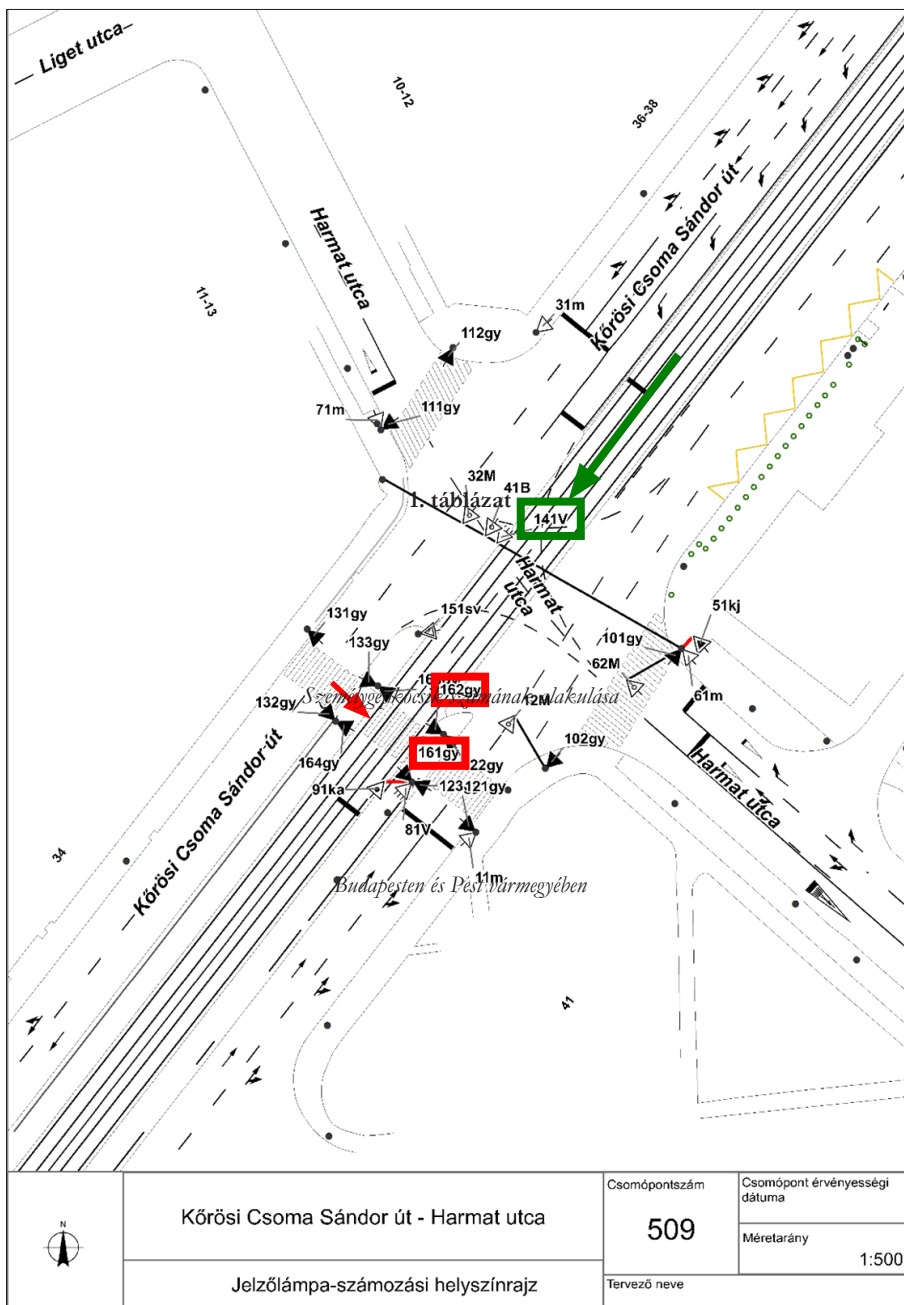 Liget utca
10-12
36-38
Kőrösi Csoma Sándor út
Harmat utca
11-13
31m
112gy
71m
111gy
32M
41B
1. táblázat
141V
Harmat
utca
51kj
131gy
151sv
101gy
133gy
62M
162gy
61m
Személygépkocsik számának alakulása
12M
132gy
161gy
102gy
164gy
22gy
Harmat utca
91ka
121gy
81V
34
Kőrösi Csoma Sándor út
11m
Budapesten és Pest vármegyében
41
N
Kőrösi Csoma Sándor út - Harmat utca
Jelzőlámpa-számozási helyszínrajz
Csomópontszám
509
Csomópont érvényességi
dátuma
Méretarány
1:500
Tervező neve